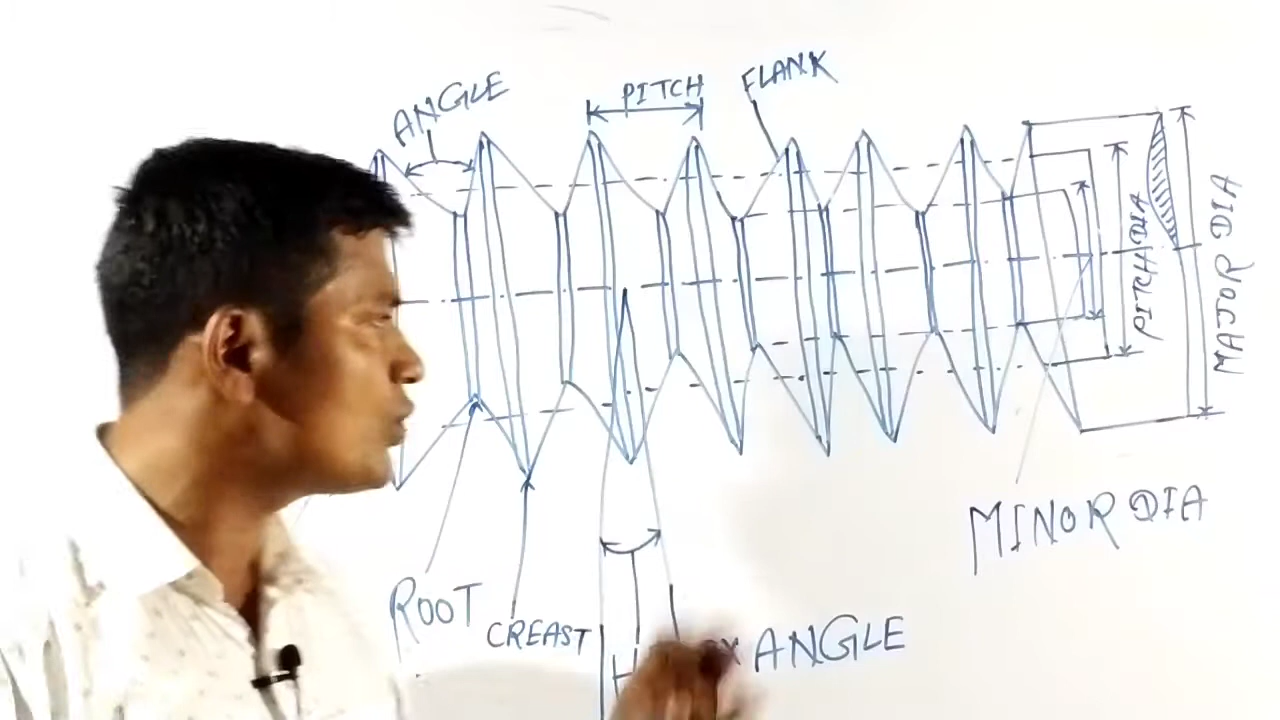 ANGLE
PITCH
FLANK
PITCH DIA
MAJOR DIA
MINOR DIA
ROOT
CREAST
ANGLE